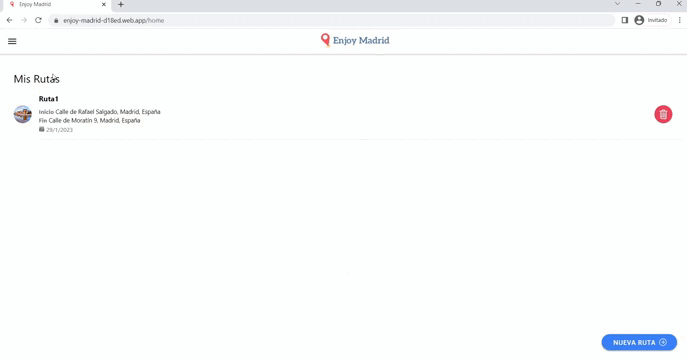 Enjoy Madrid
enjoy-madrid-d18ed.web.app/home
Invitado
Enjoy Madrid
Mis Rutas
Ruta1
Inicio Calle de Rafael Salgado, Madrid, España
Fin Calle de Moratín 9, Madrid, España
29/1/2023
NUEVA RUTA